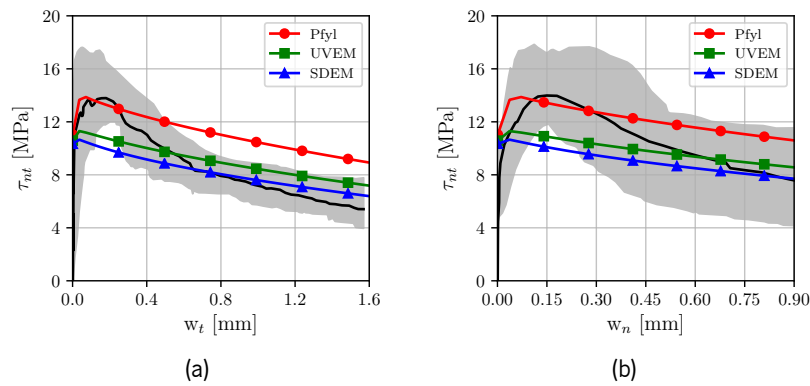 20
16
12
8
4
0
τnt [MPa]
0.0 0.4 0.8 1.2 1.6
wt [mm]
Pfyl
UVEM
SDEM
(a)
20
16
12
8
4
0
τnt [MPa]
0.00 0.15 0.30 0.45 0.60 0.75 0.90
wn [mm]
Pfyl
UVEM
SDEM
(b)